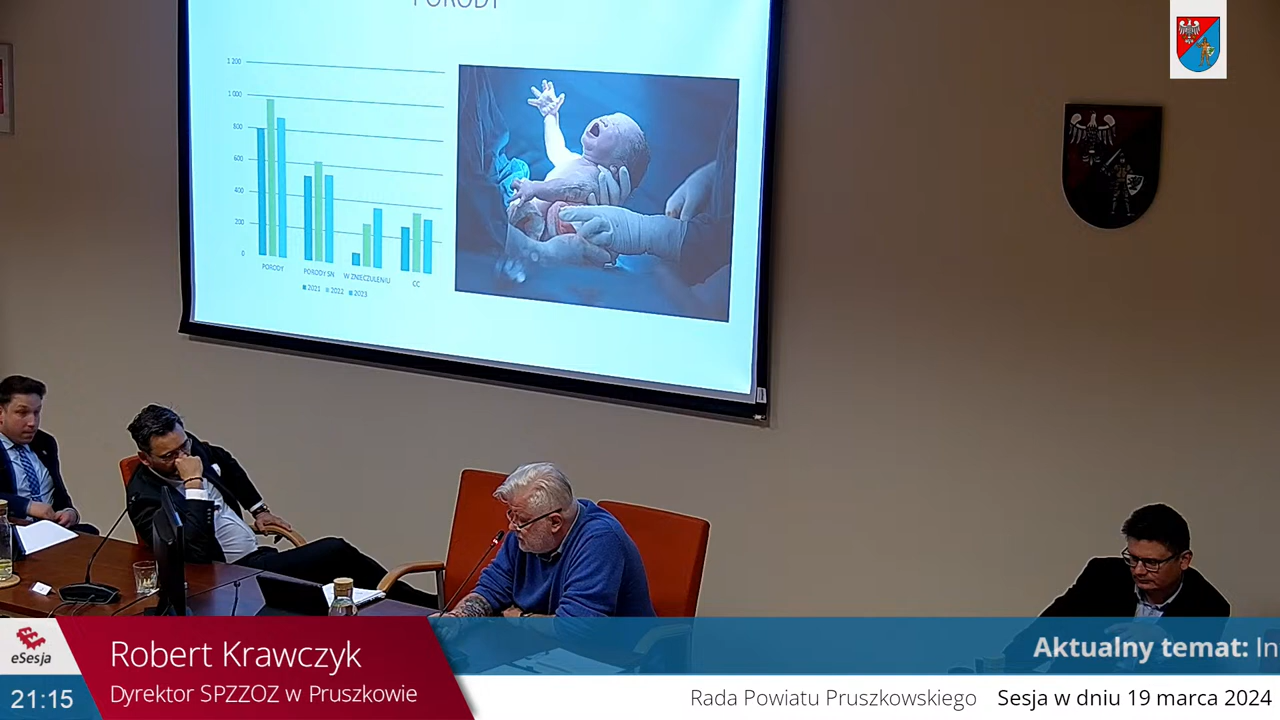 PORODY
1 200
1 000
800
600
400
200
0
PORODY
PORODY SN
W ZNIECZULENIU
CC
2021 2022 2023
eSesja
21:15
Robert Krawczyk
Dyrektor SPZZOZ w Pruszkowie
Aktualny temat: In
Rada Powiatu Pruszkowskiego
Sesja w dniu 19 marca 2024